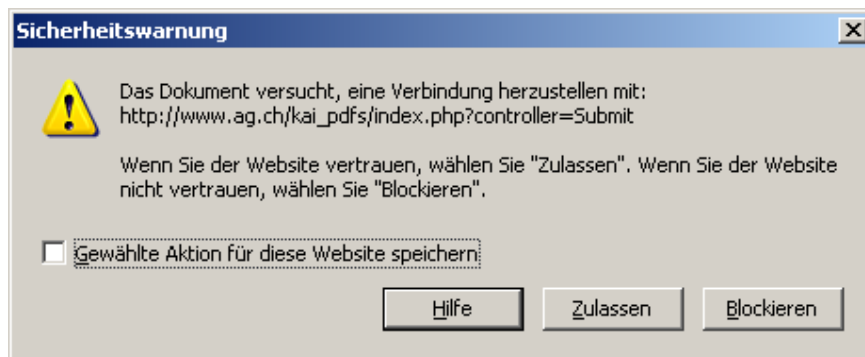 Sicherheitswarnung
Das Dokument versucht, eine Verbindung herzustellen mit:
http://www.ag.ch/kai_pdfs/index.php?controller=Submit
Wenn Sie der Website vertrauen, wählen Sie "Zulassen". Wenn Sie der Website
nicht vertrauen, wählen Sie "Blockieren".
Gewählte Aktion für diese Website speichern
Hilfe Zulassen Blockieren